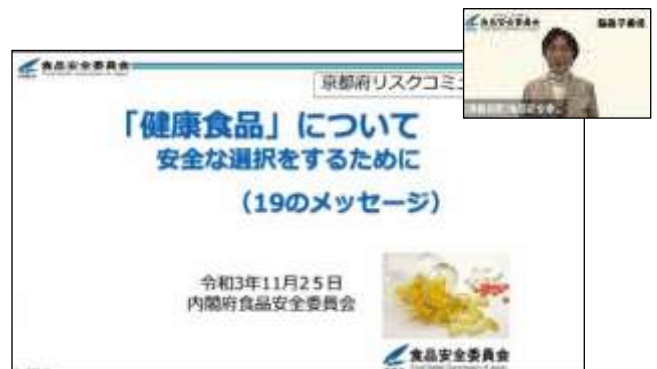 食品安全委員会
食品安全委員会
京都府リスクコミュ
「健康食品」について
安全な選択をするために
（19のメッセージ）
令和3年11月25日
内閣府食品安全委員会
食品安全委員会